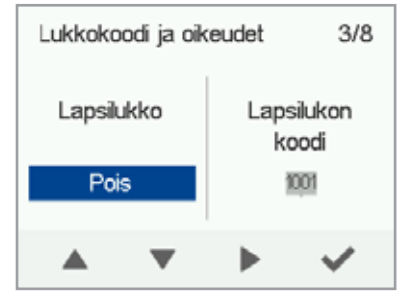 Lukkokoodi ja oikeudet 3/8
Lapsilukko
Lapsilukon
koodi
Pois
1001